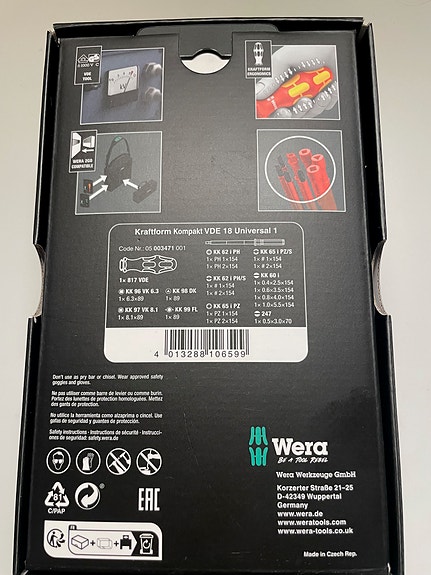 VDE
TOOL
KRAFTFORM
ERGONOMICS
WERA 2GO
COMPATIBLE
Kraftform Kompakt VDE 18 Universal 1
Code Nr.: 05 003471 001
1× 817 VDE
KK 96 VK 6.3
1× 6.3×89
KK 97 VK 8.1
1× 8.1×89
KK 98 DK
1× 89
KK 99 FL
1× 89
KK 62 i PH
1× PH 1×154
1× PH 2×154
KK 62 i PH/S
1× # 1×154
1× # 2×154
KK 65 i PZ
1× PZ 1×154
1× PZ 2×154
KK 65 i PZ/S
1× # 1×154
1× # 2×154
KK 60 i
1× 0.4×2.5×154
1× 0.6×3.5×154
1× 0.8×4.0×154
1× 1.0×5.5×154
247
1× 0.5×3.0×70
4 013288 106599
Don't use as pry bar or chisel. Wear approved safety
goggles and gloves.
Ne pas utiliser comme barre de levier ou comme burin.
Portez des lunettes de protection homologuées. Mettez
des gants de protection.
No utilice la herramienta como alzaprima o cincel. Use
gafas de seguridad y guantes de seguridad.
Safety instructions - Instructions de sécurité - Instruccio-
nes de seguridad: safety.wera.de
81
C/PAP
EAC
FR
Wera
BE A TOOL REBEL
Wera Werkzeuge GmbH
Korzerter Straße 21–25
D-42349 Wuppertal
Germany
www.wera.de
www.weratools.com
www.wera-tools.co.uk
Made in Czech Rep.